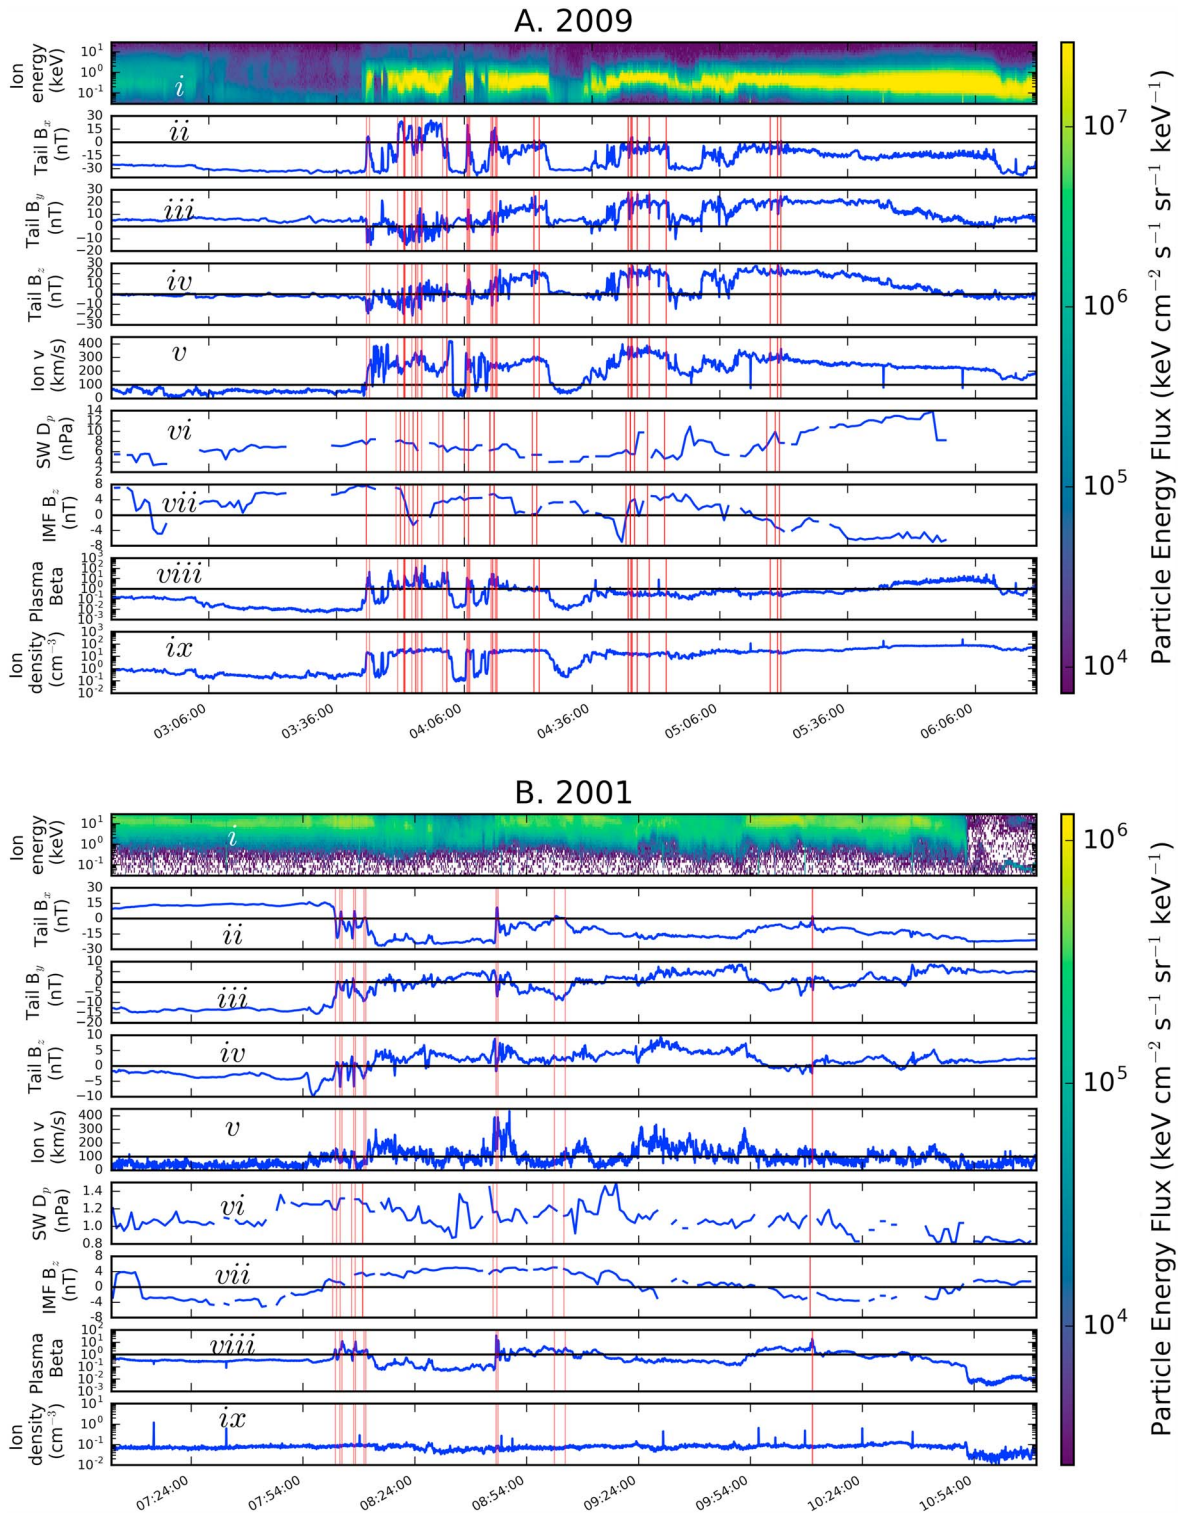 A. 2009
Ion
energy
(keV)
10¹
10⁰
10⁻¹
i
Tail Bₓ
(nT)
30
15
0
−15
−30
ii
Tail B_y
(nT)
30
20
10
0
−10
−20
iii
Tail B_z
(nT)
30
20
10
0
−10
−20
−30
iv
Ion v
(km/s)
400
300
200
100
0
v
SW D_p
(nPa)
14
12
10
8
6
4
2
vi
IMF B_z
(nT)
8
4
0
−4
−8
vii
Plasma
Beta
10³
10²
10¹
10⁰
10⁻¹
10⁻²
10⁻³
viii
Ion
density
(cm⁻³)
10³
10²
10¹
10⁰
10⁻¹
10⁻²
ix
03:06:00
03:36:00
04:06:00
04:36:00
05:06:00
05:36:00
06:06:00
10⁷
10⁶
10⁵
10⁴
Particle Energy Flux (keV cm⁻² s⁻¹ sr⁻¹ keV⁻¹)
B. 2001
Ion
energy
(keV)
10¹
10⁰
10⁻¹
i
Tail Bₓ
(nT)
30
15
0
−15
−30
ii
Tail B_y
(nT)
10
5
0
−5
−10
−15
−20
iii
Tail B_z
(nT)
10
5
0
−5
−10
iv
Ion v
(km/s)
400
300
200
100
0
v
SW D_p
(nPa)
1.4
1.2
1.0
0.8
vi
IMF B_z
(nT)
8
4
0
−4
−8
vii
Plasma
Beta
10²
10¹
10⁰
10⁻¹
10⁻²
10⁻³
viii
Ion
density
(cm⁻³)
10¹
10⁰
10⁻¹
10⁻²
ix
07:24:00
07:54:00
08:24:00
08:54:00
09:24:00
09:54:00
10:24:00
10:54:00
10⁶
10⁵
10⁴
Particle Energy Flux (keV cm⁻² s⁻¹ sr⁻¹ keV⁻¹)